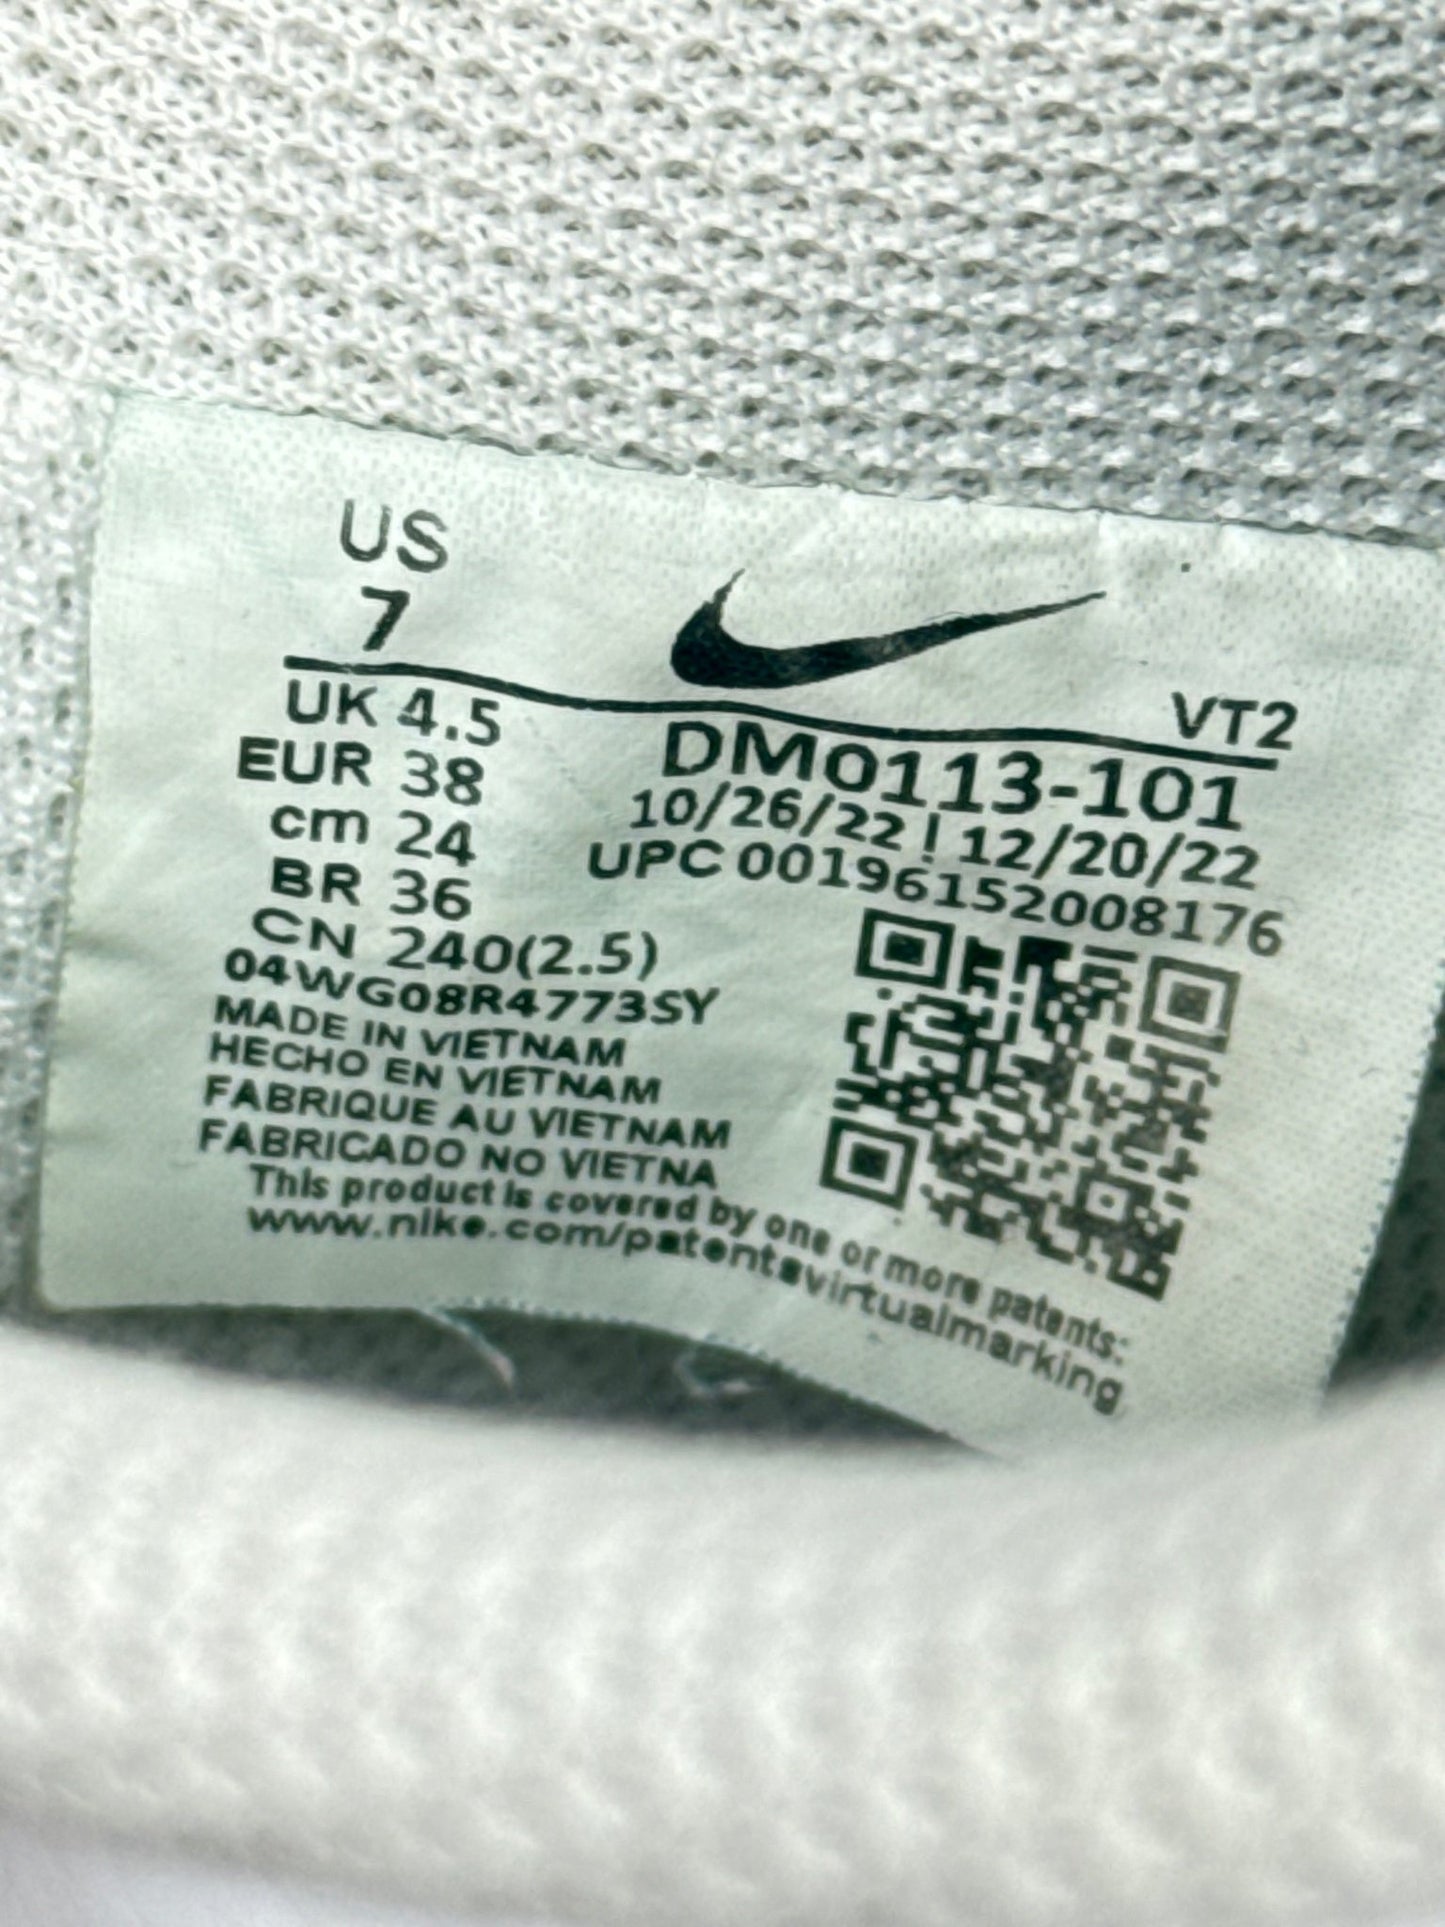 US
7
VT2
UK 4.5
EUR 38
cm 24
BR 36
CN 240(2.5)
DM0113-101
10/26/22 ! 12/20/22
UPC 00196152008176
04WG08R4773SY
MADE IN VIETNAM
HECHO EN VIETNAM
FABRIQUE AU VIETNAM
FABRICADO NO VIETNA
This product is covered by one or more patents:
www.nike.com/patentsvirtualmarking